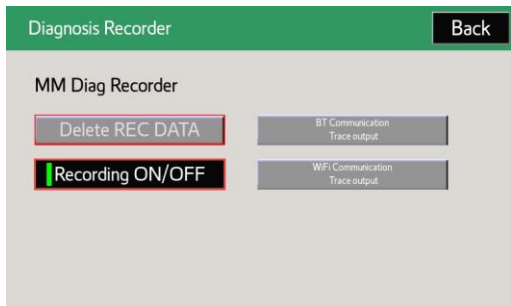 Diagnosis Recorder
Back
MM Diag Recorder
Delete REC DATA
BT Communication
Trace output
Recording ON/OFF
WiFi Communication
Trace output